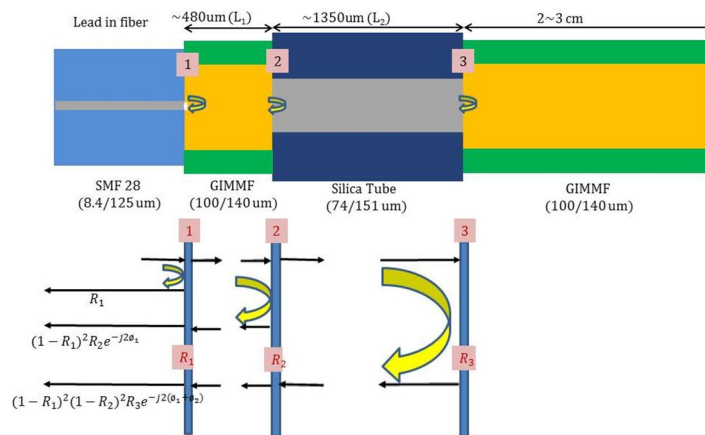 ~480um (L₁)
~1350um (L₂)
2~3 cm
Lead in fiber
1
2
3
SMF 28
(8.4/125 um)
GIMMF
(100/140 um)
Silica Tube
(74/151 um)
GIMMF
(100/140 um)
1
2
3
R₁
(1 − R₁)²R₂e^{−j2ø₁}
R₁
R₂
R₃
(1 − R₁)²(1 − R₂)²R₃e^{−j2(ø₁+ø₂)}